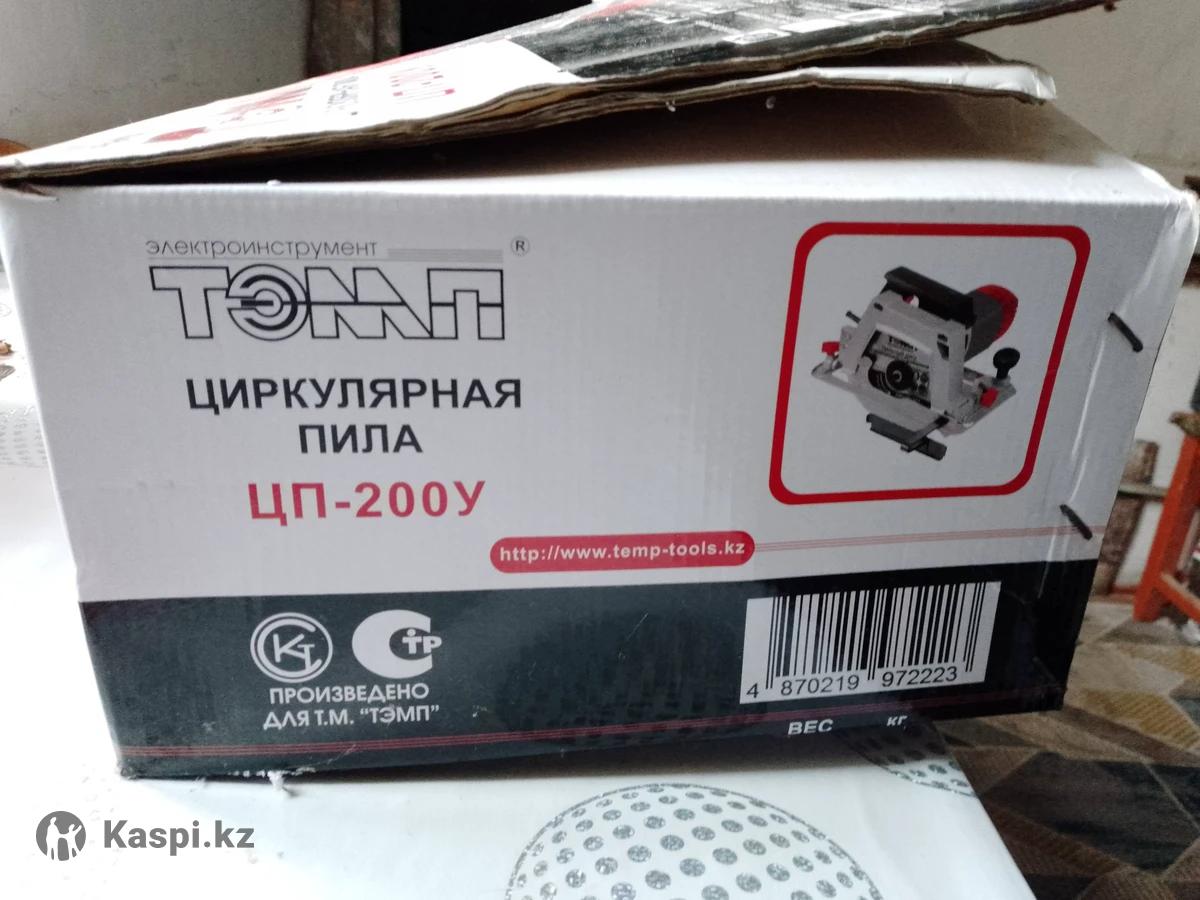 электроинструмент
ТЭМП ®
ЦИРКУЛЯРНАЯ
ПИЛА
ЦП-200У
http://www.temp-tools.kz
ПРОИЗВЕДЕНО
ДЛЯ Т.М. "ТЭМП"
4 870219 972223
ВЕС кг
Kaspi.kz